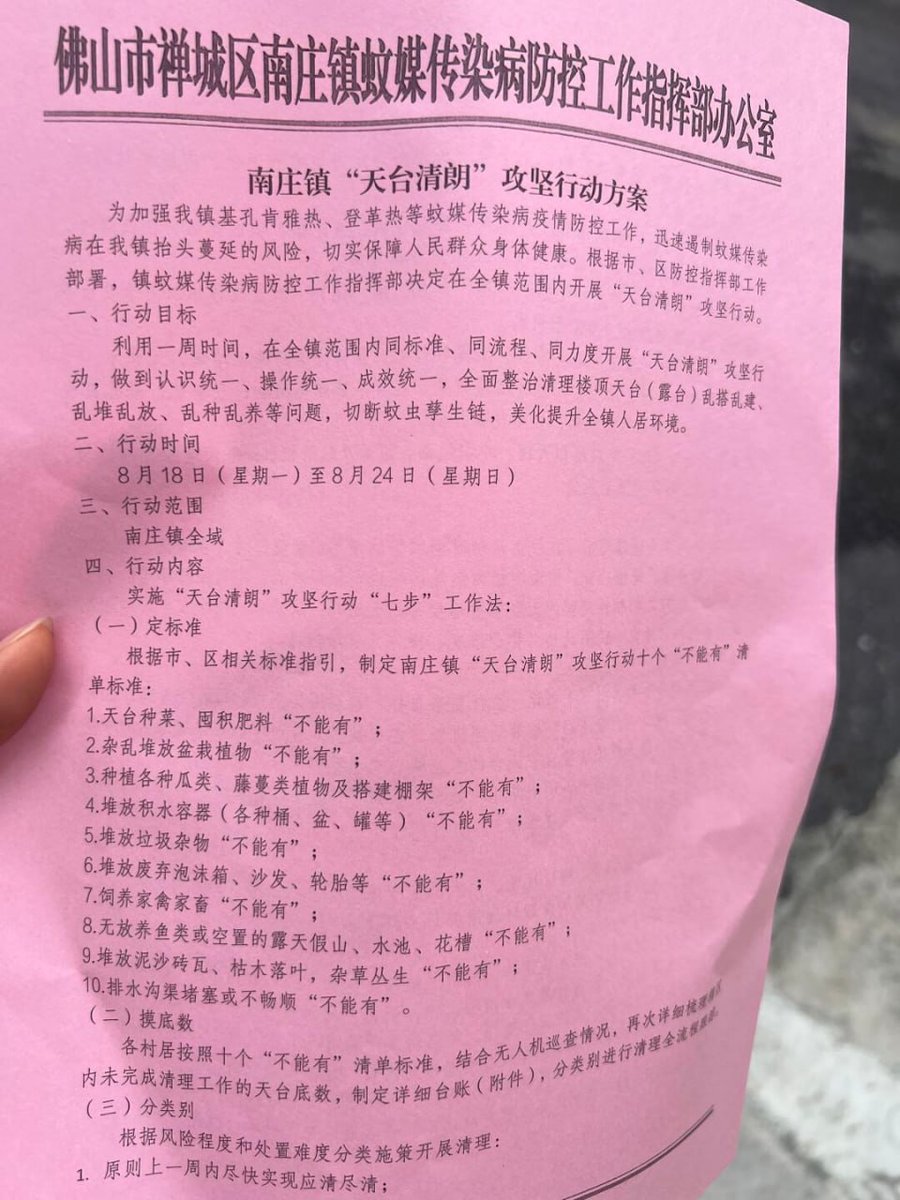 佛山市禅城区南庄镇蚊媒传染病防控工作指挥部办公室
南庄镇“天台清朗”攻坚行动方案
为加强我镇基孔肯雅热、登革热等蚊媒传染病疫情防控工作，迅速遏制蚊媒传染
病在我镇抬头蔓延的风险，切实保障人民群众身体健康。根据市、区防控指挥部工作
部署，镇蚊媒传染病防控工作指挥部决定在全镇范围内开展“天台清朗”攻坚行动。
一、行动目标
利用一周时间，在全镇范围内同标准、同流程、同力度开展“天台清朗”攻坚行
动，做到认识统一、操作统一、成效统一，全面整治清理楼顶天台（露台）乱搭乱建、
乱堆乱放、乱种乱养等问题，切断蚊虫孳生链，美化提升全镇人居环境。
二、行动时间
8月18日（星期一）至8月24日（星期日）
三、行动范围
南庄镇全域
四、行动内容
实施“天台清朗”攻坚行动“七步”工作法：
（一）定标准
根据市、区相关标准指引，制定南庄镇“天台清朗”攻坚行动十个“不能有”清
单标准：
1.天台种菜、囤积肥料“不能有”；
2.杂乱堆放盆栽植物“不能有”；
3.种植各种瓜类、藤蔓类植物及搭建棚架“不能有”；
4.堆放积水容器（各种桶、盆、罐等）“不能有”；
5.堆放垃圾杂物“不能有”；
6.堆放废弃泡沫箱、沙发、轮胎等“不能有”；
7.饲养家禽家畜“不能有”；
8.无放养鱼类或空置的露天假山、水池、花槽“不能有”；
9.堆放泥沙砖瓦、枯木落叶，杂草丛生“不能有”；
10.排水沟渠堵塞或不畅顺“不能有”。
（二）摸底数
各村居按照十个“不能有”清单标准，结合无人机巡查情况，再次详细梳理
内未完成清理工作的天台底数，制定详细台账（附件），分类别进行清理全流程跟踪。
（三）分类别
根据风险程度和处置难度分类施策开展清理：
1. 原则上一周内尽快实现应清尽清；